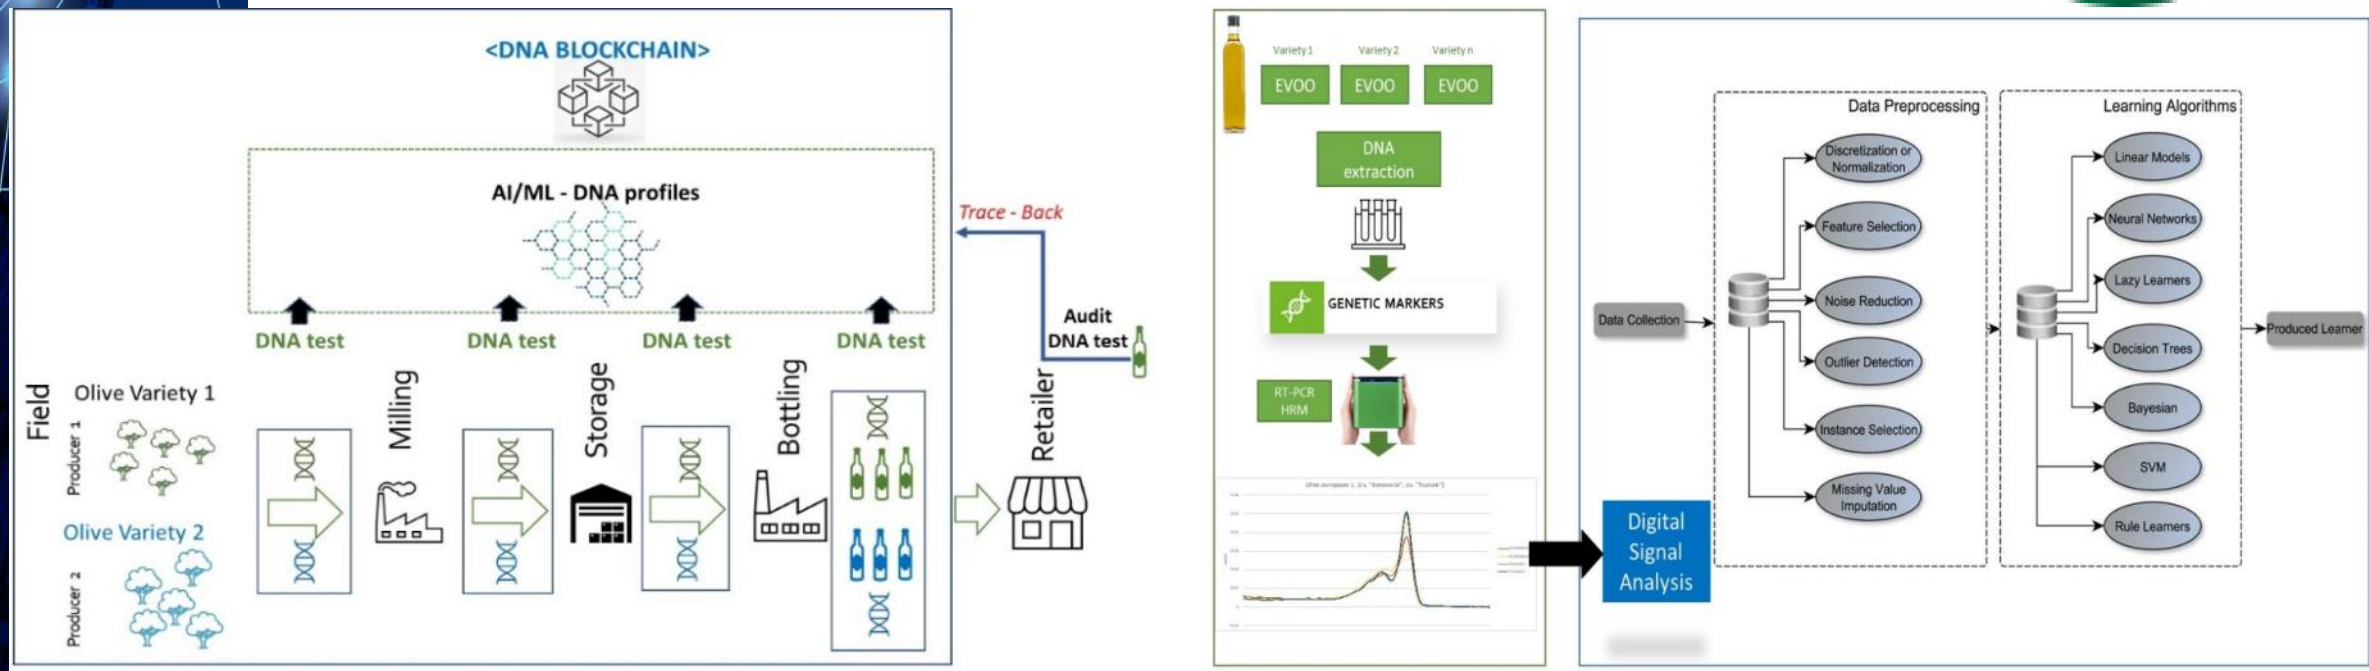 <DNA BLOCKCHAIN>
AI/ML - DNA profiles
DNA test
DNA test
DNA test
DNA test
Trace - Back
Audit
DNA test
Field
Olive Variety 1
Producer 1
Olive Variety 2
Producer 2
Milling
Storage
Bottling
Retailer
Variety 1
Variety 2
Variety n
EVOO
EVOO
EVOO
DNA
extraction
GENETIC MARKERS
RT-PCR
HRM
Digital
Signal
Analysis
Data Collection
Data Preprocessing
Discretization or
Normalization
Feature Selection
Noise Reduction
Outlier Detection
Instance Selection
Missing Value
Imputation
Learning Algorithms
Linear Models
Neural Networks
Lazy Learners
Decision Trees
Bayesian
SVM
Rule Learners
Produced Learner